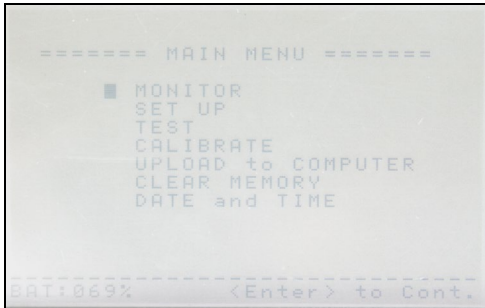 ======= MAIN MENU =======
MONITOR
SET UP
TEST
CALIBRATE
UPLOAD to COMPUTER
CLEAR MEMORY
DATE and TIME
BAT:069% <Enter> to Cont.